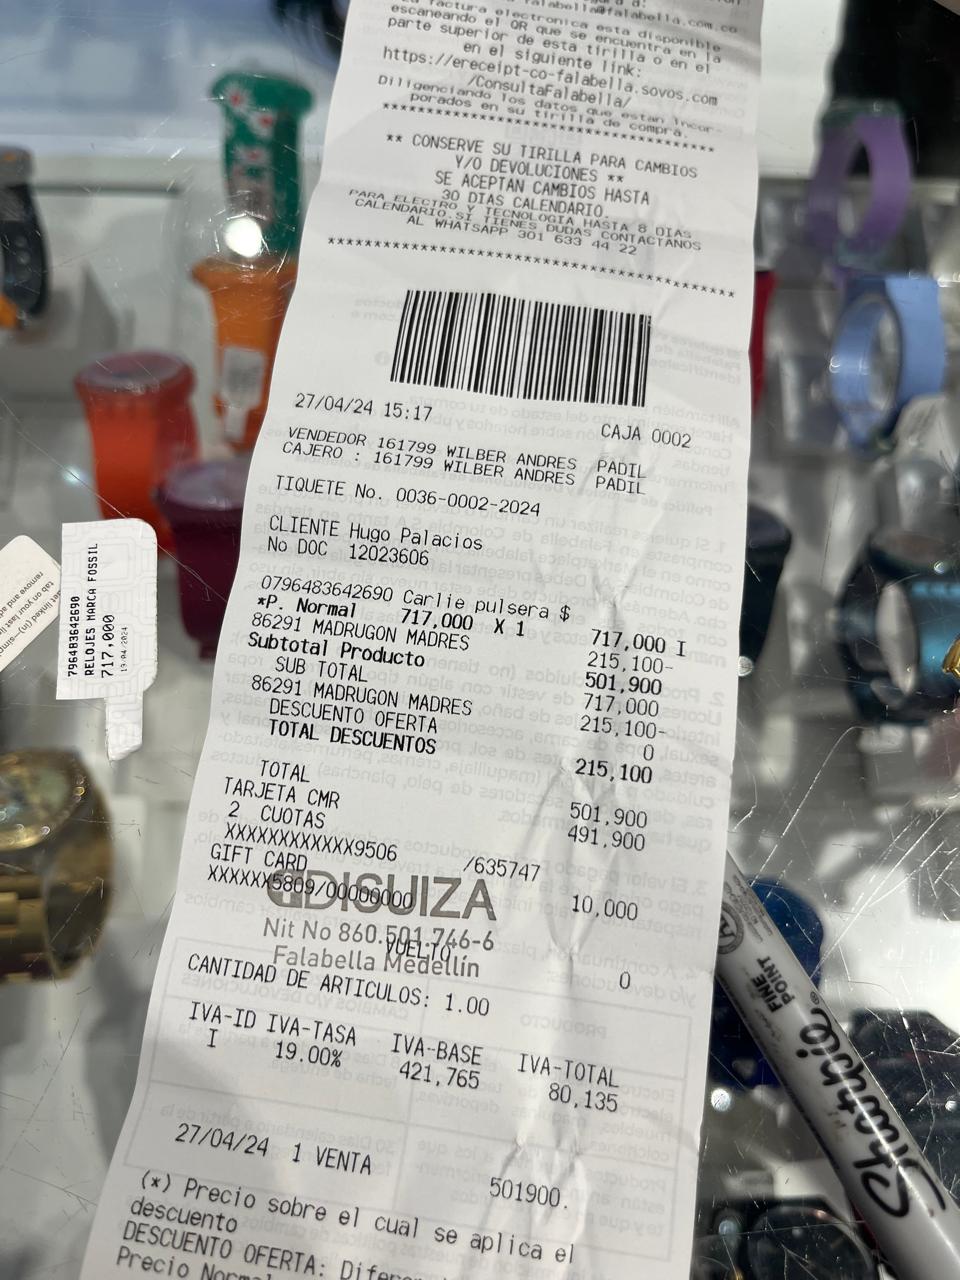 factura electronica esta disponible
escaneando el QR que se encuentra en la
parte superior de esta tirilla o en el
en el siguiente link:
https://ereceipt-co-falabella.sovos.com
/ConsultaFalabella/
Diligenciando los datos que estan incor-
porados en su tirilla de compra.
****************************************
** CONSERVE SU TIRILLA PARA CAMBIOS
Y/O DEVOLUCIONES **
SE ACEPTAN CAMBIOS HASTA
30 DIAS CALENDARIO.
PARA ELECTRO Y TECNOLOGIA HASTA 8 DIAS
CALENDARIO.SI TIENES DUDAS CONTACTANOS
AL WHATSAPP 301 633 44 22
****************************************
27/04/24 15:17 CAJA 0002
VENDEDOR 161799 WILBER ANDRES PADIL
CAJERO : 161799 WILBER ANDRES PADIL
TIQUETE No. 0036-0002-2024
CLIENTE Hugo Palacios
No DOC 12023606
0796483642690 Carlie pulsera $
*P. Normal 717,000 X 1 717,000 I
86291 MADRUGON MADRES 215,100-
Subtotal Producto 501,900
SUB TOTAL 717,000
86291 MADRUGON MADRES 215,100-
DESCUENTO OFERTA 0
TOTAL DESCUENTOS 215,100
TOTAL 501,900
TARJETA CMR 491,900
2 CUOTAS
XXXXXXXXXXXX9506 /635747
GIFT CARD 10,000
XXXXXX5809/00000000
DISUIZA
Nit No 860.501.746-6
VUELTO 0
Falabella Medellín
CANTIDAD DE ARTICULOS: 1.00
IVA-ID IVA-TASA IVA-BASE IVA-TOTAL
I 19.00% 421,765 80,135
27/04/24 1 VENTA 501900.
(*) Precio sobre el cual se aplica el
descuento
DESCUENTO OFERTA:
Precio Normal
7964B3642690
RELOJES MARCA FOSSIL
717,000
19/04/2024
Sharpie
FINE
POINT